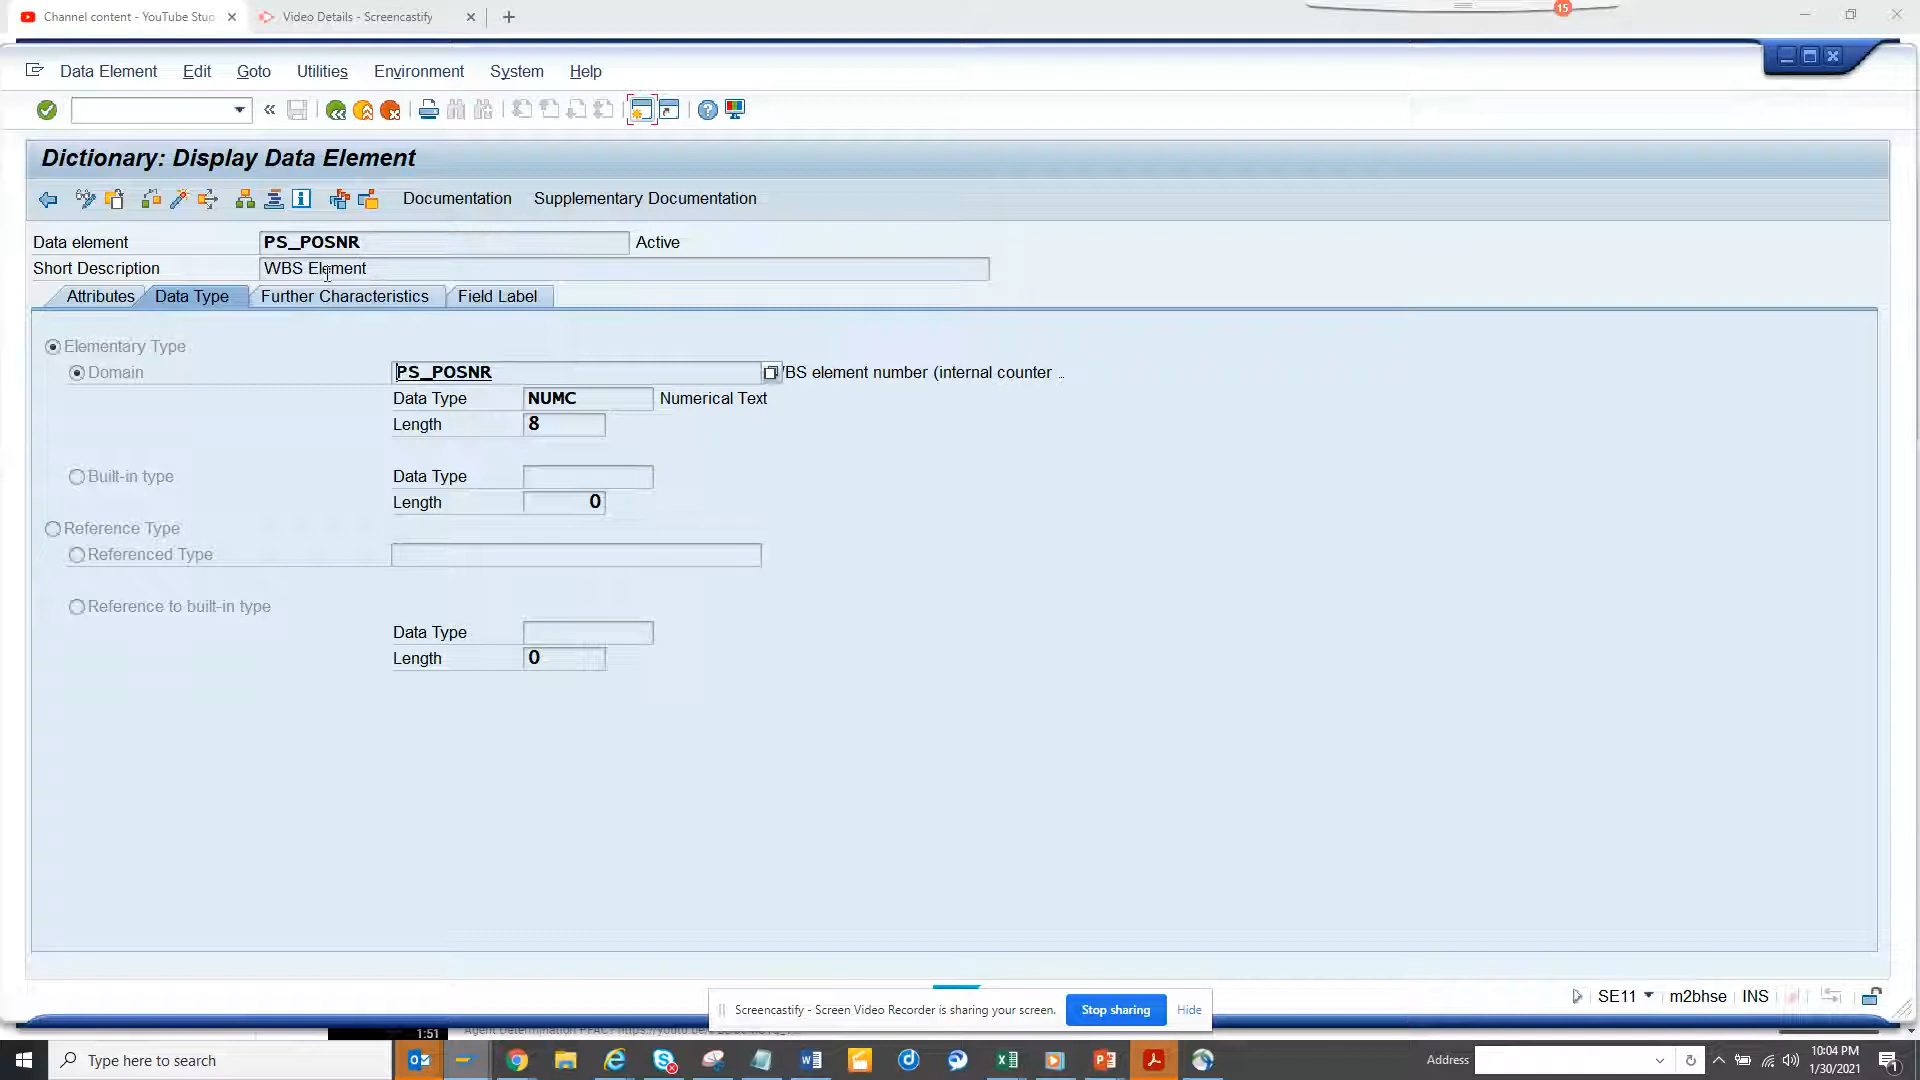 Channel content - YouTube Stu
Video Details - Screencastify
15
Data Element Edit Goto Utilities Environment System Help
Dictionary: Display Data Element
Documentation Supplementary Documentation
Data element PS_POSNR Active
Short Description WBS Element
Attributes Data Type Further Characteristics Field Label
Elementary Type
Domain PS_POSNR BS element number (internal counter ..
Data Type NUMC Numerical Text
Length 8
Built-in type Data Type
Length 0
Reference Type
Referenced Type
Reference to built-in type
Data Type
Length 0
SE11 m2bhse INS
Screencastify - Screen Video Recorder is sharing your screen. Stop sharing Hide
1:51
Type here to search
Address
10:04 PM
1/30/2021
1